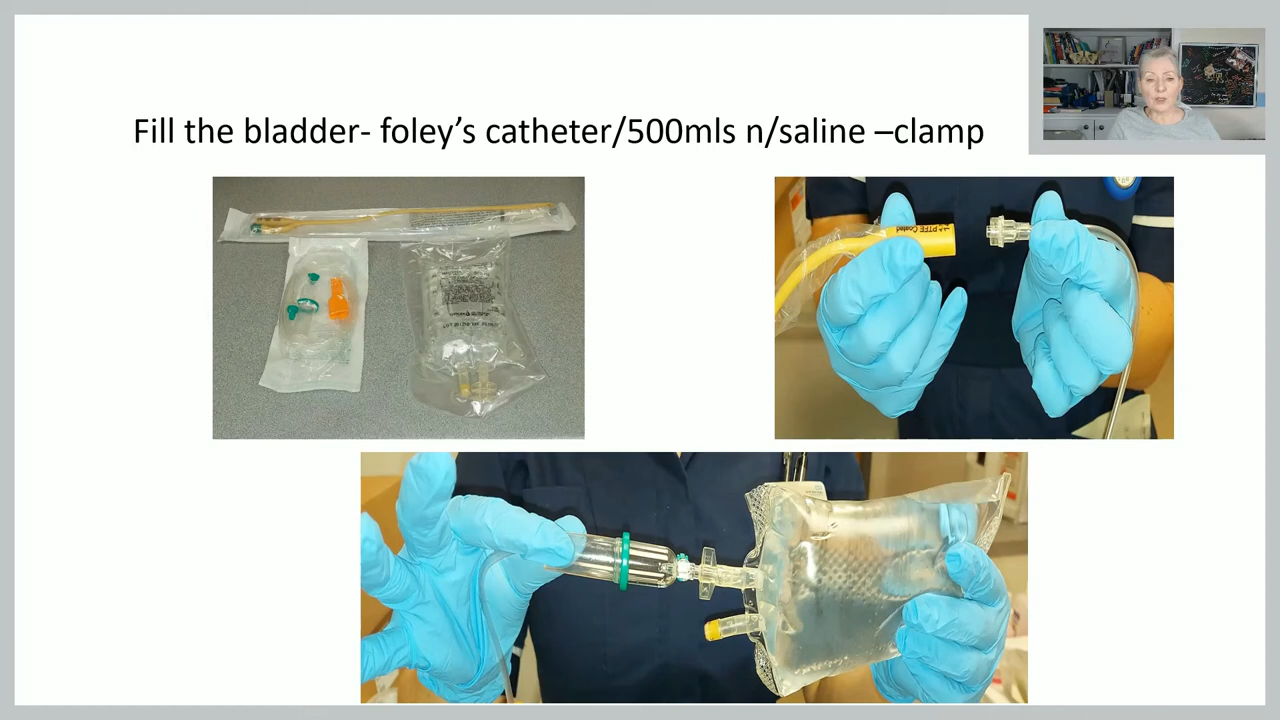 Fill the bladder- foley's catheter/500mls n/saline –clamp
PTFE Coated